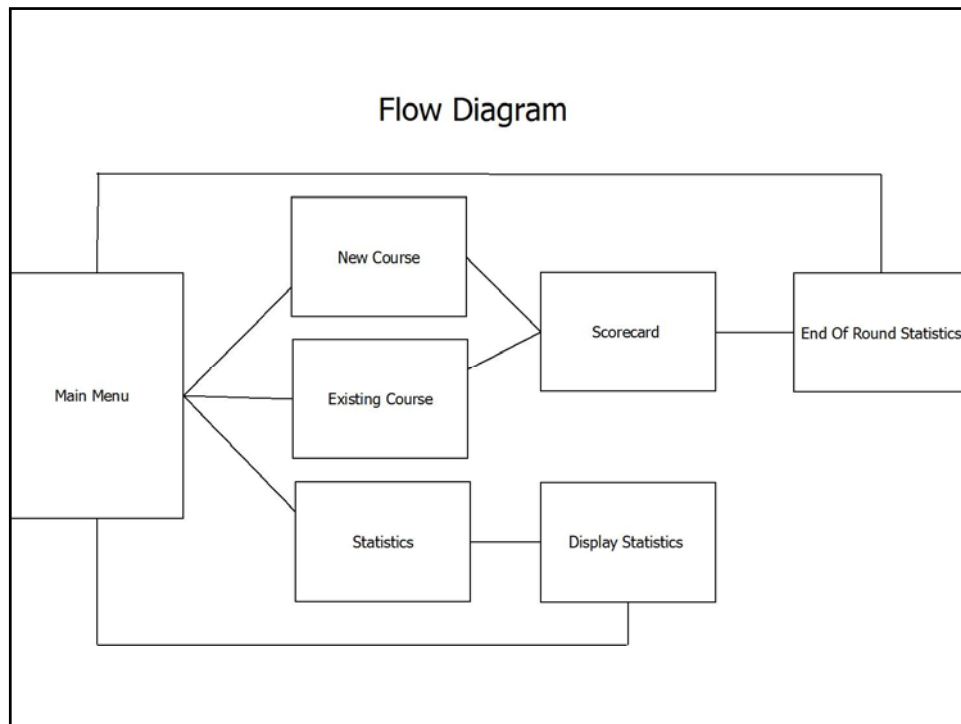 Flow Diagram
New Course
Main Menu
Existing Course
Scorecard
End Of Round Statistics
Statistics
Display Statistics